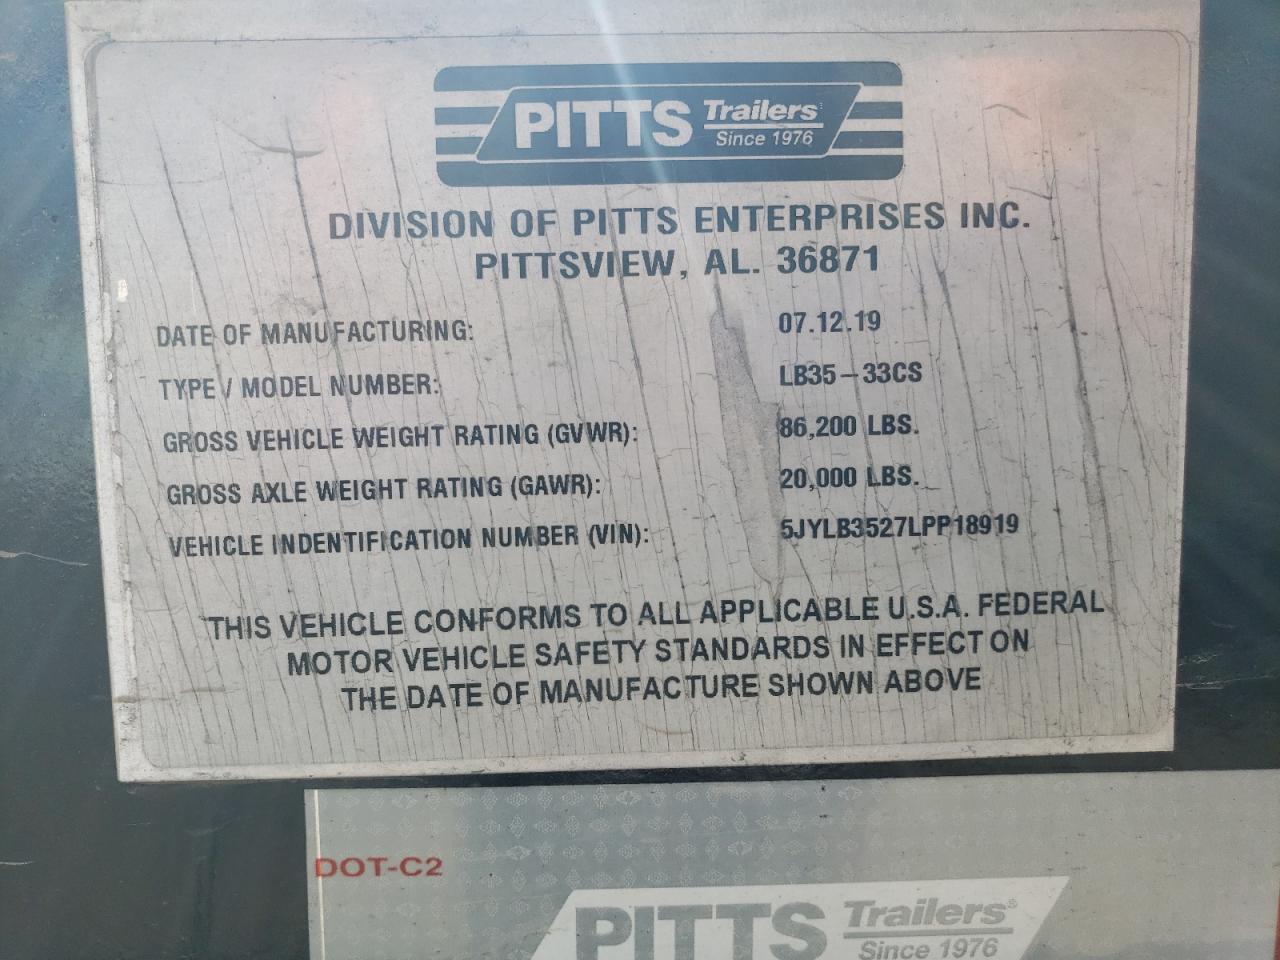 PITTS Trailers
Since 1976
DIVISION OF PITTS ENTERPRISES INC.
PITTSVIEW, AL. 36871
DATE OF MANUFACTURING: 07.12.19
TYPE / MODEL NUMBER: LB35-33CS
GROSS VEHICLE WEIGHT RATING (GVWR): 86,200 LBS.
GROSS AXLE WEIGHT RATING (GAWR): 20,000 LBS.
VEHICLE INDENTIFICATION NUMBER (VIN): 5JYLB3527LPP18919
THIS VEHICLE CONFORMS TO ALL APPLICABLE U.S.A. FEDERAL
MOTOR VEHICLE SAFETY STANDARDS IN EFFECT ON
THE DATE OF MANUFACTURE SHOWN ABOVE
DOT-C2
PITTS Trailers®
Since 1976